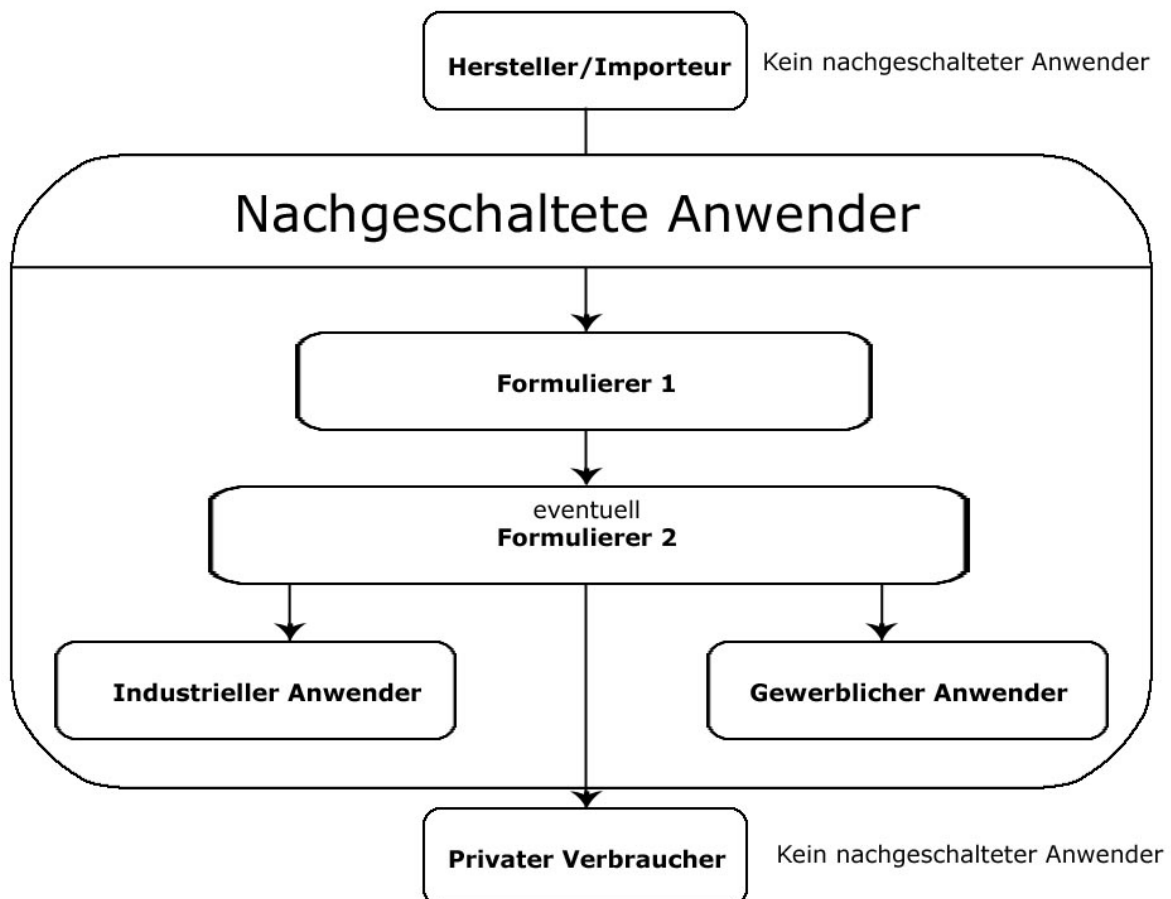 Hersteller/Importeur
Kein nachgeschalteter Anwender
Nachgeschaltete Anwender
Formulierer 1
eventuell
Formulierer 2
Industrieller Anwender
Gewerblicher Anwender
Privater Verbraucher
Kein nachgeschalteter Anwender